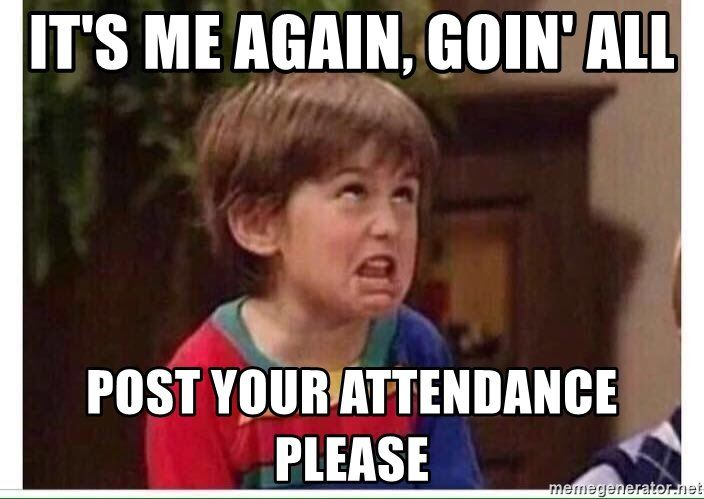 IT'S ME AGAIN, GOIN' ALL
POST YOUR ATTENDANCE
PLEASE
memegenerator.net